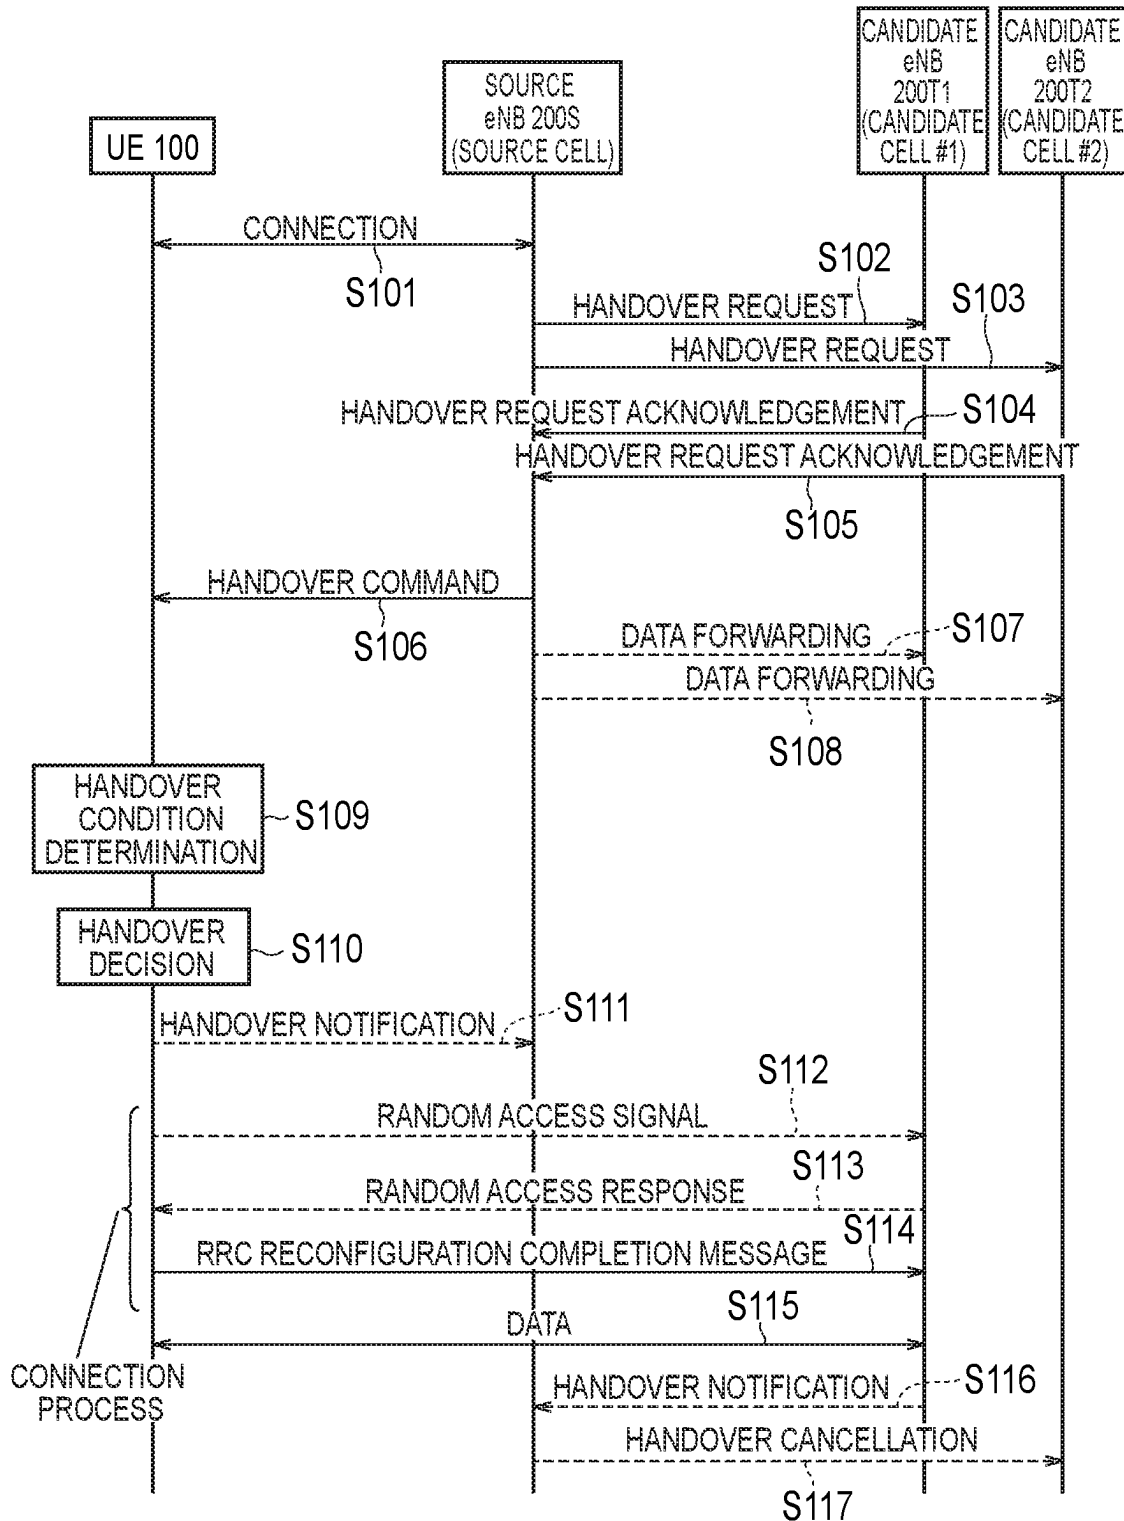 CANDIDATE
eNB
200T1
(CANDIDATE
CELL #1)
CANDIDATE
eNB
200T2
(CANDIDATE
CELL #2)
SOURCE
eNB 200S
(SOURCE CELL)
UE 100
CONNECTION
S101
S102
HANDOVER REQUEST
S103
HANDOVER REQUEST
HANDOVER REQUEST ACKNOWLEDGEMENT
S104
HANDOVER REQUEST ACKNOWLEDGEMENT
S105
HANDOVER COMMAND
S106
DATA FORWARDING
S107
DATA FORWARDING
S108
HANDOVER
CONDITION
DETERMINATION
S109
HANDOVER
DECISION
S110
HANDOVER NOTIFICATION
S111
S112
RANDOM ACCESS SIGNAL
S113
RANDOM ACCESS RESPONSE
S114
RRC RECONFIGURATION COMPLETION MESSAGE
S115
DATA
CONNECTION
PROCESS
HANDOVER NOTIFICATION
S116
HANDOVER CANCELLATION
S117